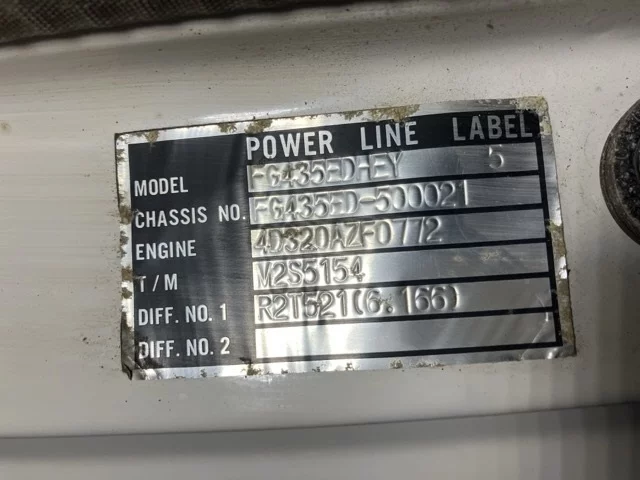 POWER LINE LABEL
MODEL FG435EDHEY 5
CHASSIS NO. FG435ED-500021
ENGINE 4D320AZF0772
T/M M2S5154
DIFF. NO. 1 R2T521(6.166)
DIFF. NO. 2